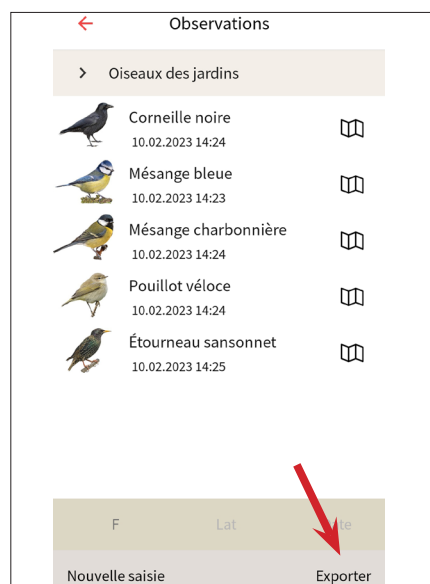 Observations
Oiseaux des jardins
Corneille noire
10.02.2023 14:24
Mésange bleue
10.02.2023 14:23
Mésange charbonnière
10.02.2023 14:24
Pouillot véloce
10.02.2023 14:24
Étourneau sansonnet
10.02.2023 14:25
F Lat
Nouvelle saisie Exporter